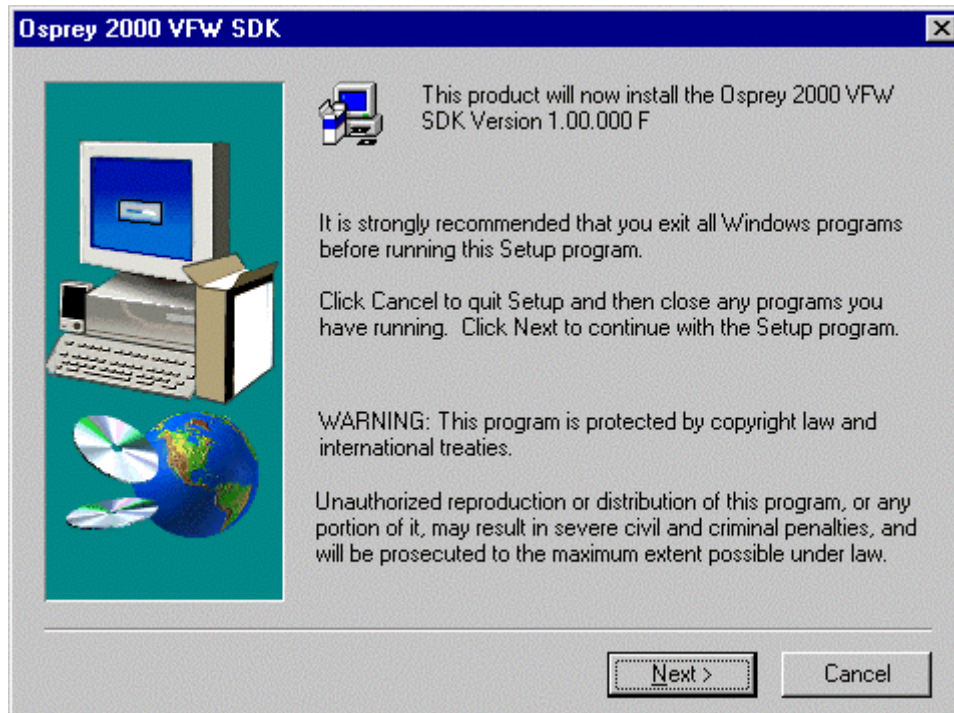 Osprey 2000 VFW SDK
This product will now install the Osprey 2000 VFW
SDK Version 1.00.000 F
It is strongly recommended that you exit all Windows programs
before running this Setup program.
Click Cancel to quit Setup and then close any programs you
have running.  Click Next to continue with the Setup program.
WARNING: This program is protected by copyright law and
international treaties.
Unauthorized reproduction or distribution of this program, or any
portion of it, may result in severe civil and criminal penalties, and
will be prosecuted to the maximum extent possible under law.
Next >
Cancel